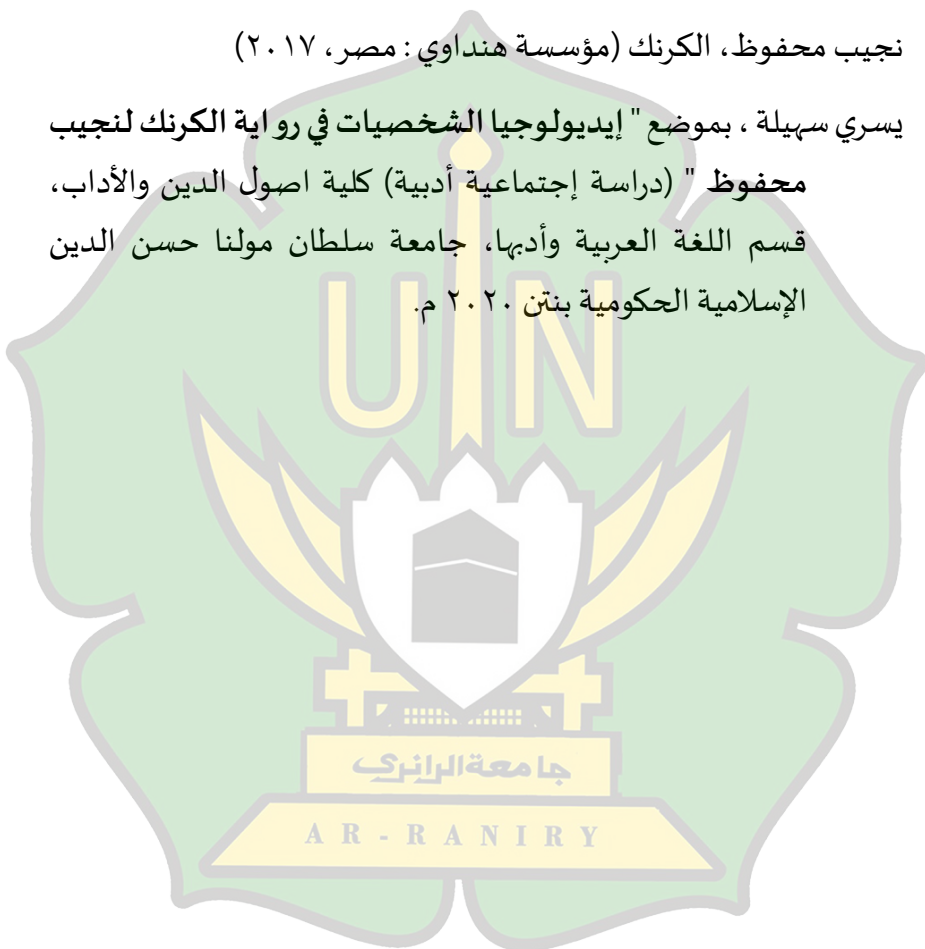 نجيب محفوظ، الكرنك (مؤسسة هنداوي : مصر، ٢٠١٧)
يسري سهيلة ، بموضع " إيديولوجيا الشخصيات في رواية الكرنك لنجيب
محفوظ " (دراسة إجتماعية أدبية) كلية اصول الدين والأداب،
قسم اللغة العربية وأدبها، جامعة سلطان مولنا حسن الدين
الإسلامية الحكومية بنتن ٢٠٢٠ م.
UIN
جامعة الرانري
AR-RANIRY